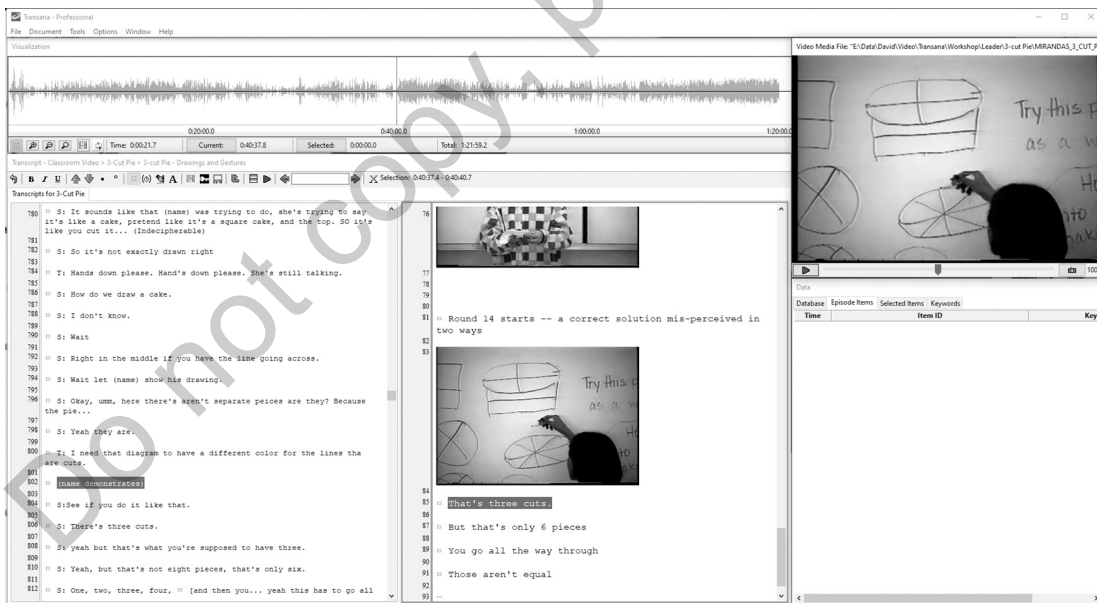 Transana - Professional
File Document Tools Options Window Help
Visualization
0:20:00.0 0:40:00.0 1:00:00.0 1:20:00.0
Time: 0:00:21.7 Current: 0:40:37.8 Selected: 0:00:00.0 Total: 1:21:59.2
Transcript - Classroom Video > 3-Cut Pie > 3-cut Pie - Drawings and Gestures
B I U Selection: 0:40:37.4 - 0:40:40.7
Transcripts for 3-Cut Pie
780 S: It sounds like that (name) was trying to do, she's trying to say
it's like a cake, pretend like it's a square cake, and the top. SO it's
like you cut it... (Indecipherable)
781
782 S: So it's not exactly drawn right
783
784 T: Hands down please. Hand's down please. She's still talking.
785
786 S: How do we draw a cake.
787
788 S: I don't know.
789
790 S: Wait
791
792 S: Right in the middle if you have the line going across.
793
794 S: Wait let (name) show his drawing.
795
796 S: Okay, umm, here there's aren't separate peices are they? Because
the pie...
797
798 S: Yeah they are.
799
800 T: I need that diagram to have a different color for the lines tha
are cuts.
801
802 (name demonstrates)
803
804 S:See if you do it like that.
805
806 S: There's three cuts.
807
808 S: yeah but that's what you're supposed to have three.
809
810 S: Yeah, but that's not eight pieces, that's only six.
811
812 S: One, two, three, four, [and then you... yeah this has to go all
76
77
78
79
80
81 Round 14 starts -- a correct solution mis-perceived in
two ways
82
83
Try this p
as a w
84
85 That's three cuts.
86
87 But that's only 6 pieces
88
89 You go all the way through
90
91 Those aren't equal
92
93
Video Media File: "E:\Data\David\Video\Transana\Workshop\Leader\3-cut Pie\MIRANDAS_3_CUT_P
Try this p
as a w
Ho
nto
nak
100
Data
Database Episode Items Selected Items Keywords
Time Item ID Key
Do not copy, p